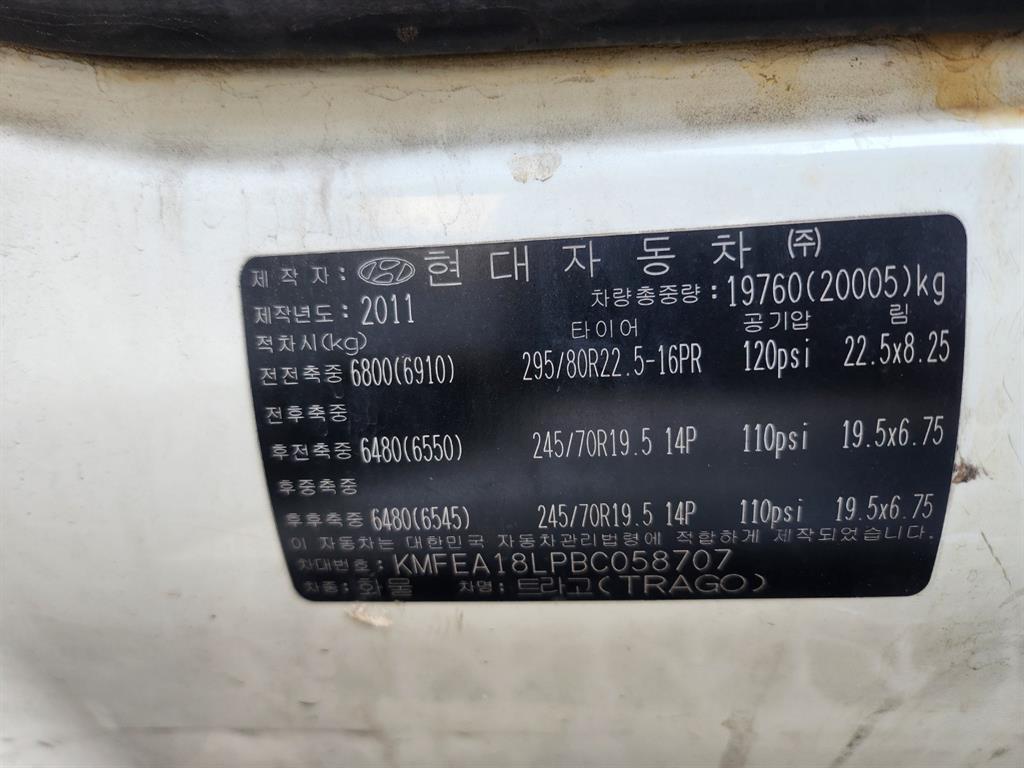 제작자: 현대자동차 ㈜
제작년도: 2011 차량총중량: 19760(20005)kg
적차시(kg) 타이어 공기압 림
전전축중 6800(6910) 295/80R22.5-16PR 120psi 22.5x8.25
전후축중
후전축중 6480(6550) 245/70R19.5 14P 110psi 19.5x6.75
후중축중
후후축중 6480(6545) 245/70R19.5 14P 110psi 19.5x6.75
이 자동차는 대한민국 자동차관리법령에 적합하게 제작되었습니다.
차대번호: KMFEA18LPBC058707
차종: 화물 차명: 트라고(TRAGO)